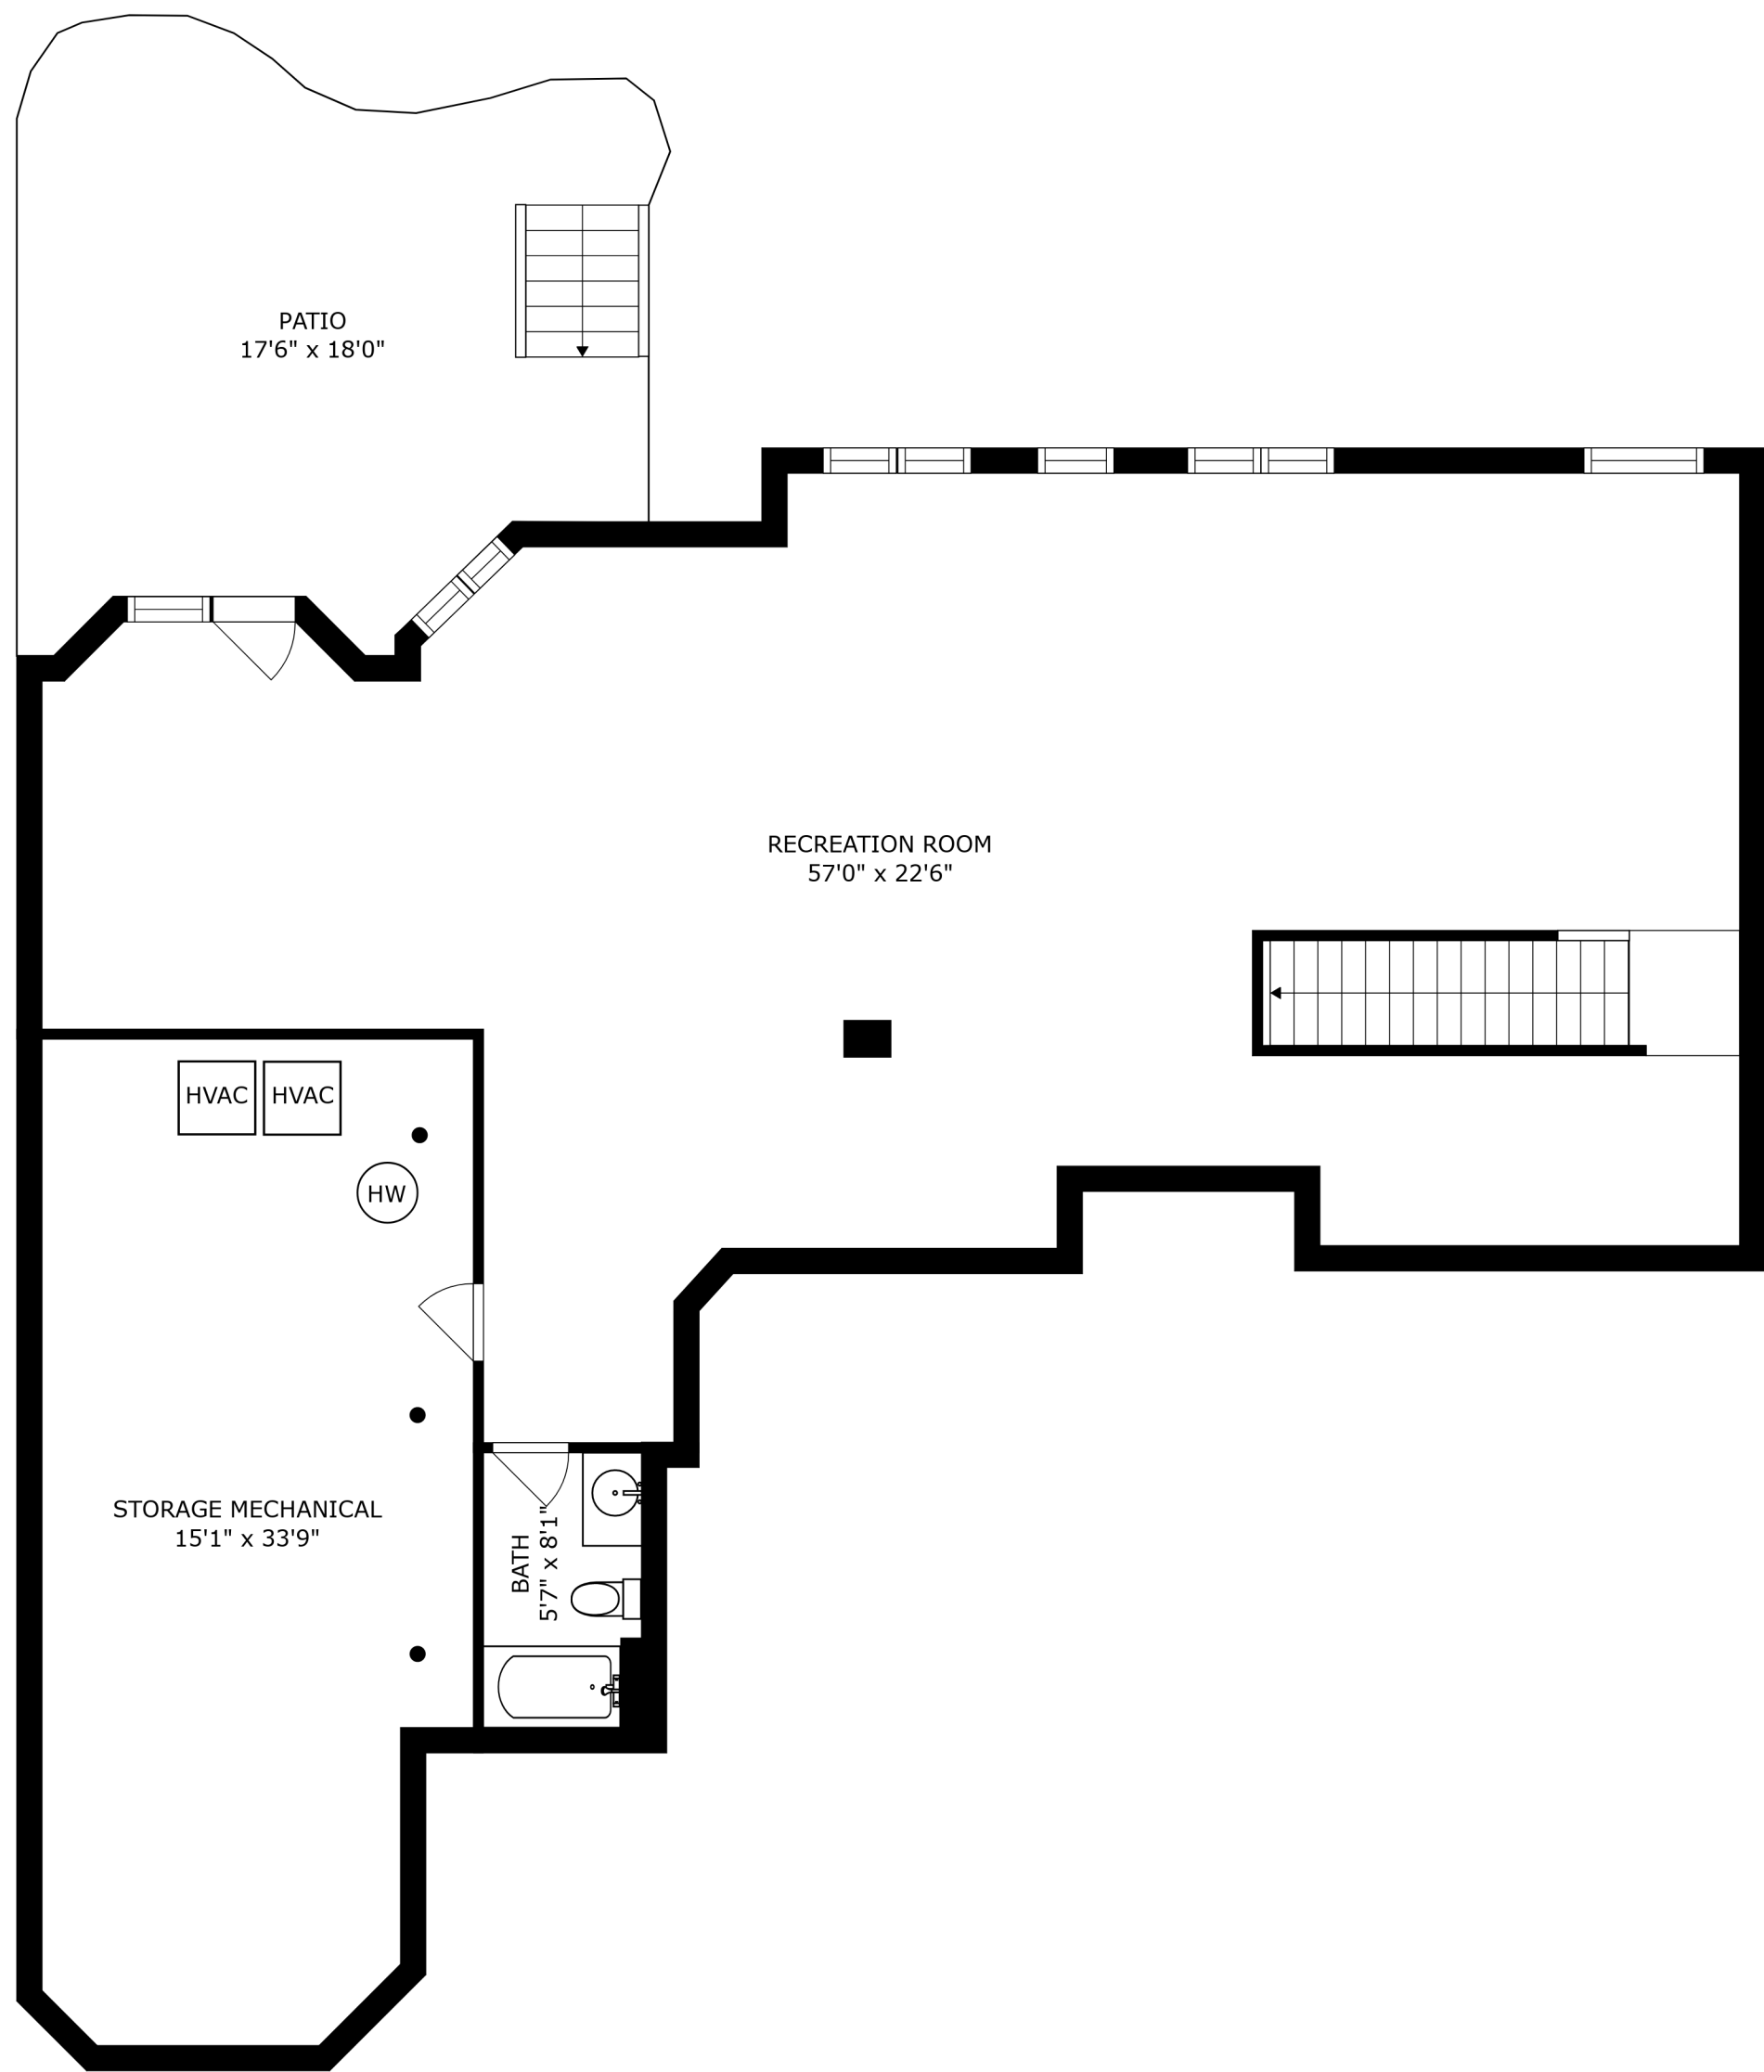 PATIO
17'6" x 18'0"
RECREATION ROOM
57'0" x 22'6"
HVAC HVAC
HW
STORAGE MECHANICAL
15'1" x 33'9"
BATH
5'7" x 8'1"